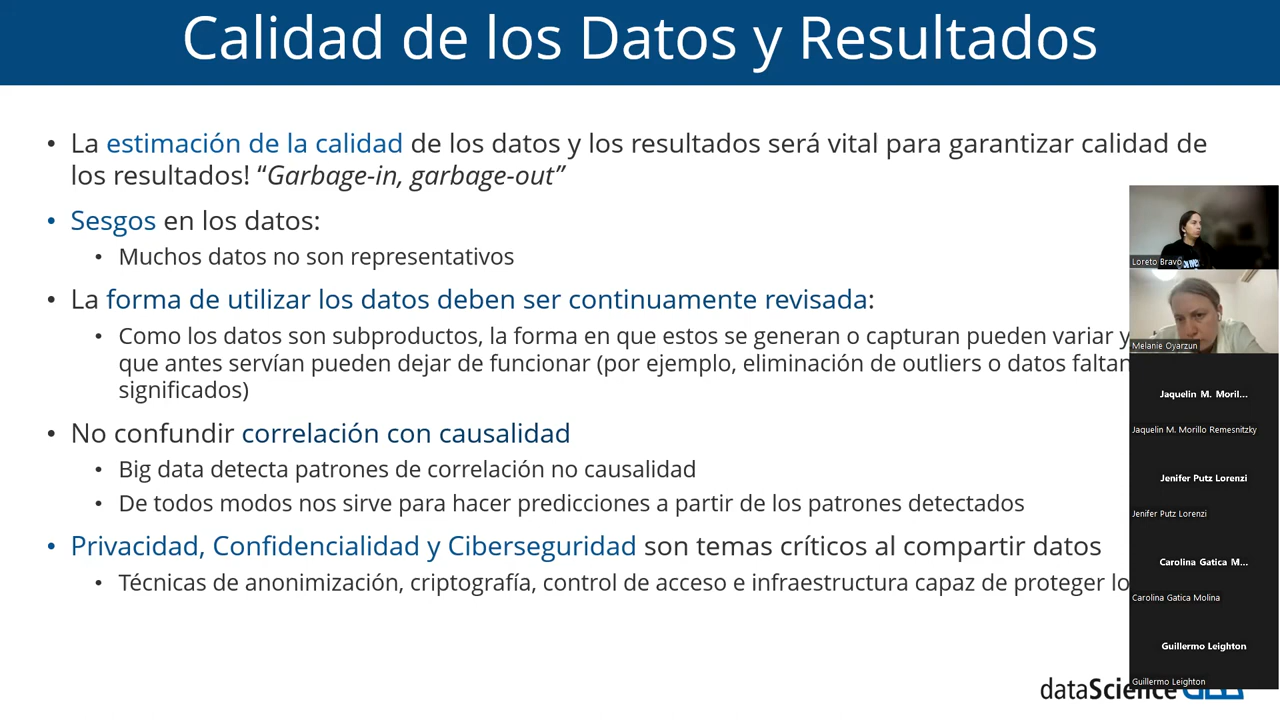 Calidad de los Datos y Resultados
• La estimación de la calidad de los datos y los resultados será vital para garantizar calidad de
los resultados! “Garbage-in, garbage-out”
• Sesgos en los datos:
• Muchos datos no son representativos
• La forma de utilizar los datos deben ser continuamente revisada:
• Como los datos son subproductos, la forma en que estos se generan o capturan pueden variar y
que antes servían pueden dejar de funcionar (por ejemplo, eliminación de outliers o datos faltan
significados)
• No confundir correlación con causalidad
• Big data detecta patrones de correlación no causalidad
• De todos modos nos sirve para hacer predicciones a partir de los patrones detectados
• Privacidad, Confidencialidad y Ciberseguridad son temas críticos al compartir datos
• Técnicas de anonimización, criptografía, control de acceso e infraestructura capaz de proteger lo
Loreto Bravo
Melanie Oyarzun
Jaquelin M. Moril...
Jaquelin M. Morillo Remesnitzky
Jenifer Putz Lorenzi
Jenifer Putz Lorenzi
Carolina Gatica M...
Carolina Gatica Molina
Guillermo Leighton
Guillermo Leighton
dataScience